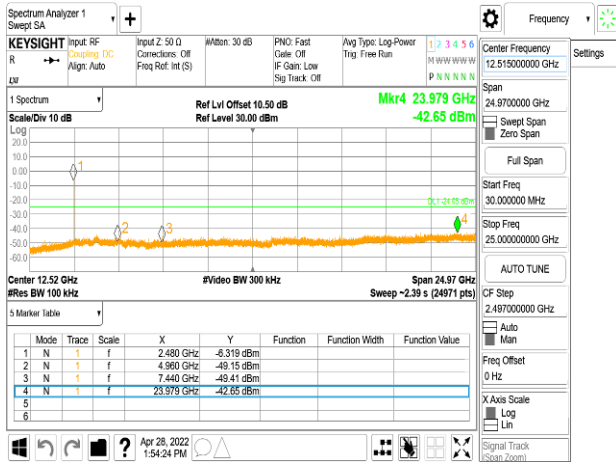 Spectrum Analyzer 1
Swept SA
+
Frequency
Settings
KEYSIGHT
R
Input: RF
Coupling: DC
Align: Auto
Input Z: 50 Ω
Corrections: Off
Freq Ref: Int (S)
#Atten: 30 dB
PNO: Fast
Gate: Off
IF Gain: Low
Sig Track: Off
Avg Type: Log-Power
Trig: Free Run
1 2 3 4 5 6
M W W W W W
P N N N N N
1 Spectrum
Scale/Div 10 dB
Ref Lvl Offset 10.50 dB
Ref Level 30.00 dBm
Mkr4 23.979 GHz
-42.65 dBm
Log
20.0
10.0
0.00
-10.0
-20.0
-30.0
-40.0
-50.0
-60.0
1
2
3
4
Center 12.52 GHz
#Res BW 100 kHz
#Video BW 300 kHz
Span 24.97 GHz
Sweep ~2.39 s (24971 pts)
5 Marker Table
Mode Trace Scale X Y Function Function Width Function Value
1 N 1 f 2.480 GHz -6.319 dBm
2 N 1 f 4.960 GHz -49.15 dBm
3 N 1 f 7.440 GHz -49.41 dBm
4 N 1 f 23.979 GHz -42.65 dBm
5
6
Apr 28, 2022
1:54:24 PM
?
Center Frequency
12.515000000 GHz
Span
24.9700000 GHz
Swept Span
Zero Span
Full Span
Start Freq
30.000000 MHz
Stop Freq
25.000000000 GHz
AUTO TUNE
CF Step
2.497000000 GHz
Auto
Man
Freq Offset
0 Hz
X Axis Scale
Log
Lin
Signal Track
(Span Zoom)